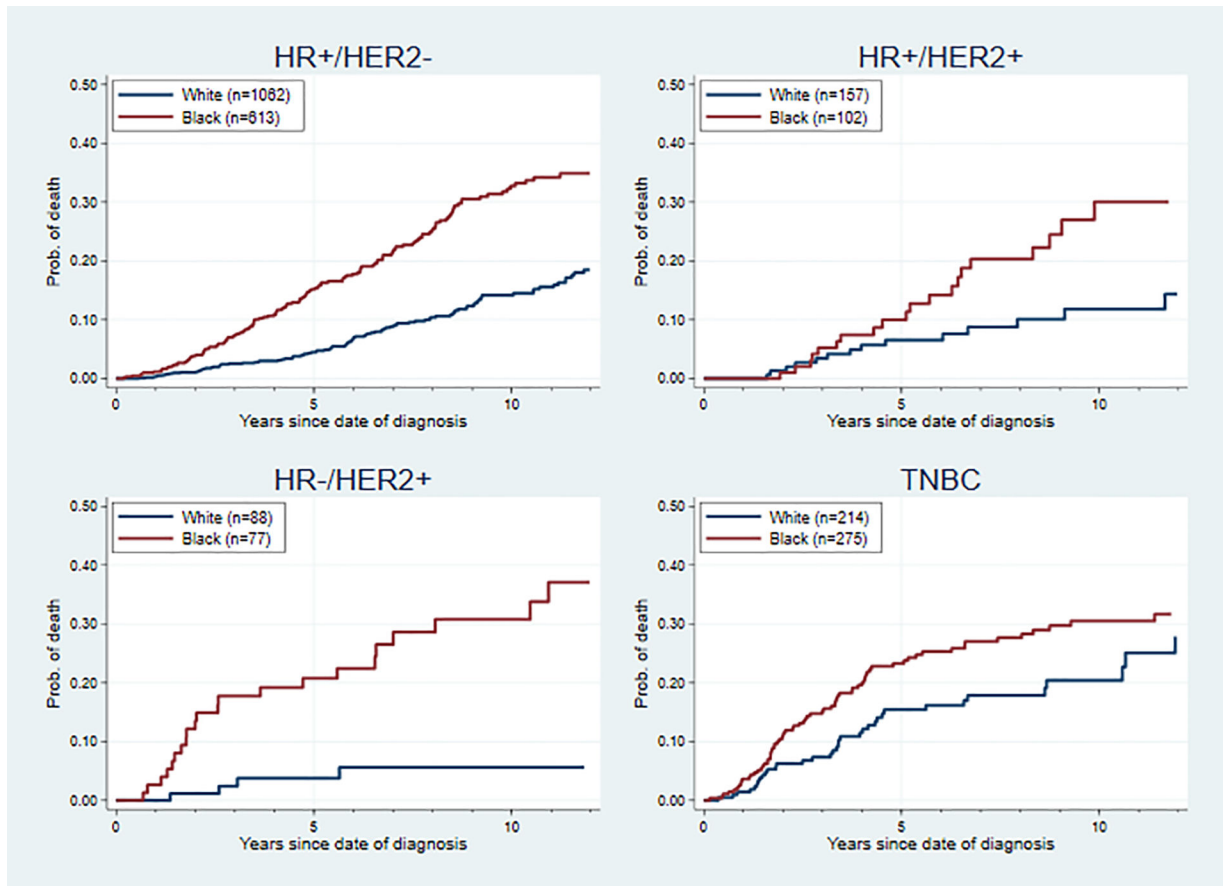 HR+/HER2-
0.50
0.40
0.30
0.20
0.10
0.00
Prob. of death
White (n=1062)
Black (n=613)
0
5
10
Years since date of diagnosis
HR+/HER2+
0.50
0.40
0.30
0.20
0.10
0.00
Prob. of death
White (n=157)
Black (n=102)
0
5
10
Years since date of diagnosis
HR-/HER2+
0.50
0.40
0.30
0.20
0.10
0.00
Prob. of death
White (n=88)
Black (n=77)
0
5
10
Years since date of diagnosis
TNBC
0.50
0.40
0.30
0.20
0.10
0.00
Prob. of death
White (n=214)
Black (n=275)
0
5
10
Years since date of diagnosis